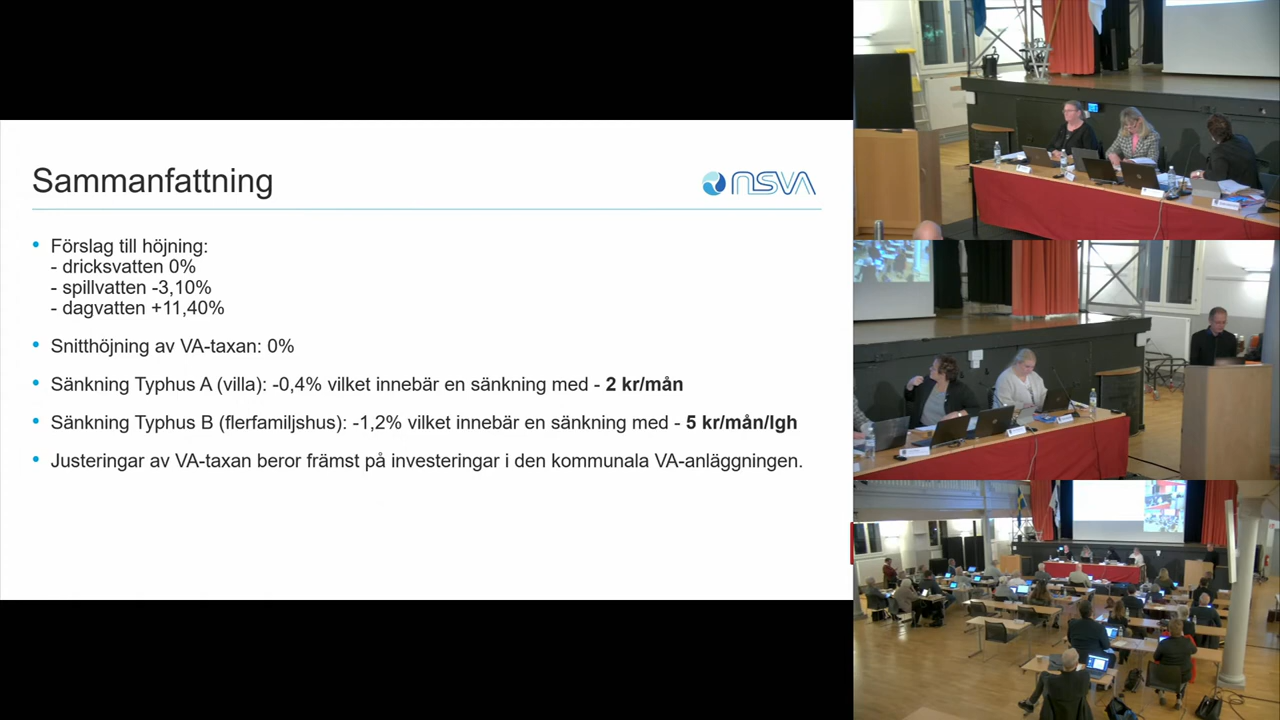 Sammanfattning
NSVA
Förslag till höjning:
- dricksvatten 0%
- spillvatten -3,10%
- dagvatten +11,40%
Snitthöjning av VA-taxan: 0%
Sänkning Typhus A (villa): -0,4% vilket innebär en sänkning med - 2 kr/mån
Sänkning Typhus B (flerfamiljshus): -1,2% vilket innebär en sänkning med - 5 kr/mån/lgh
Justeringar av VA-taxan beror främst på investeringar i den kommunala VA-anläggningen.